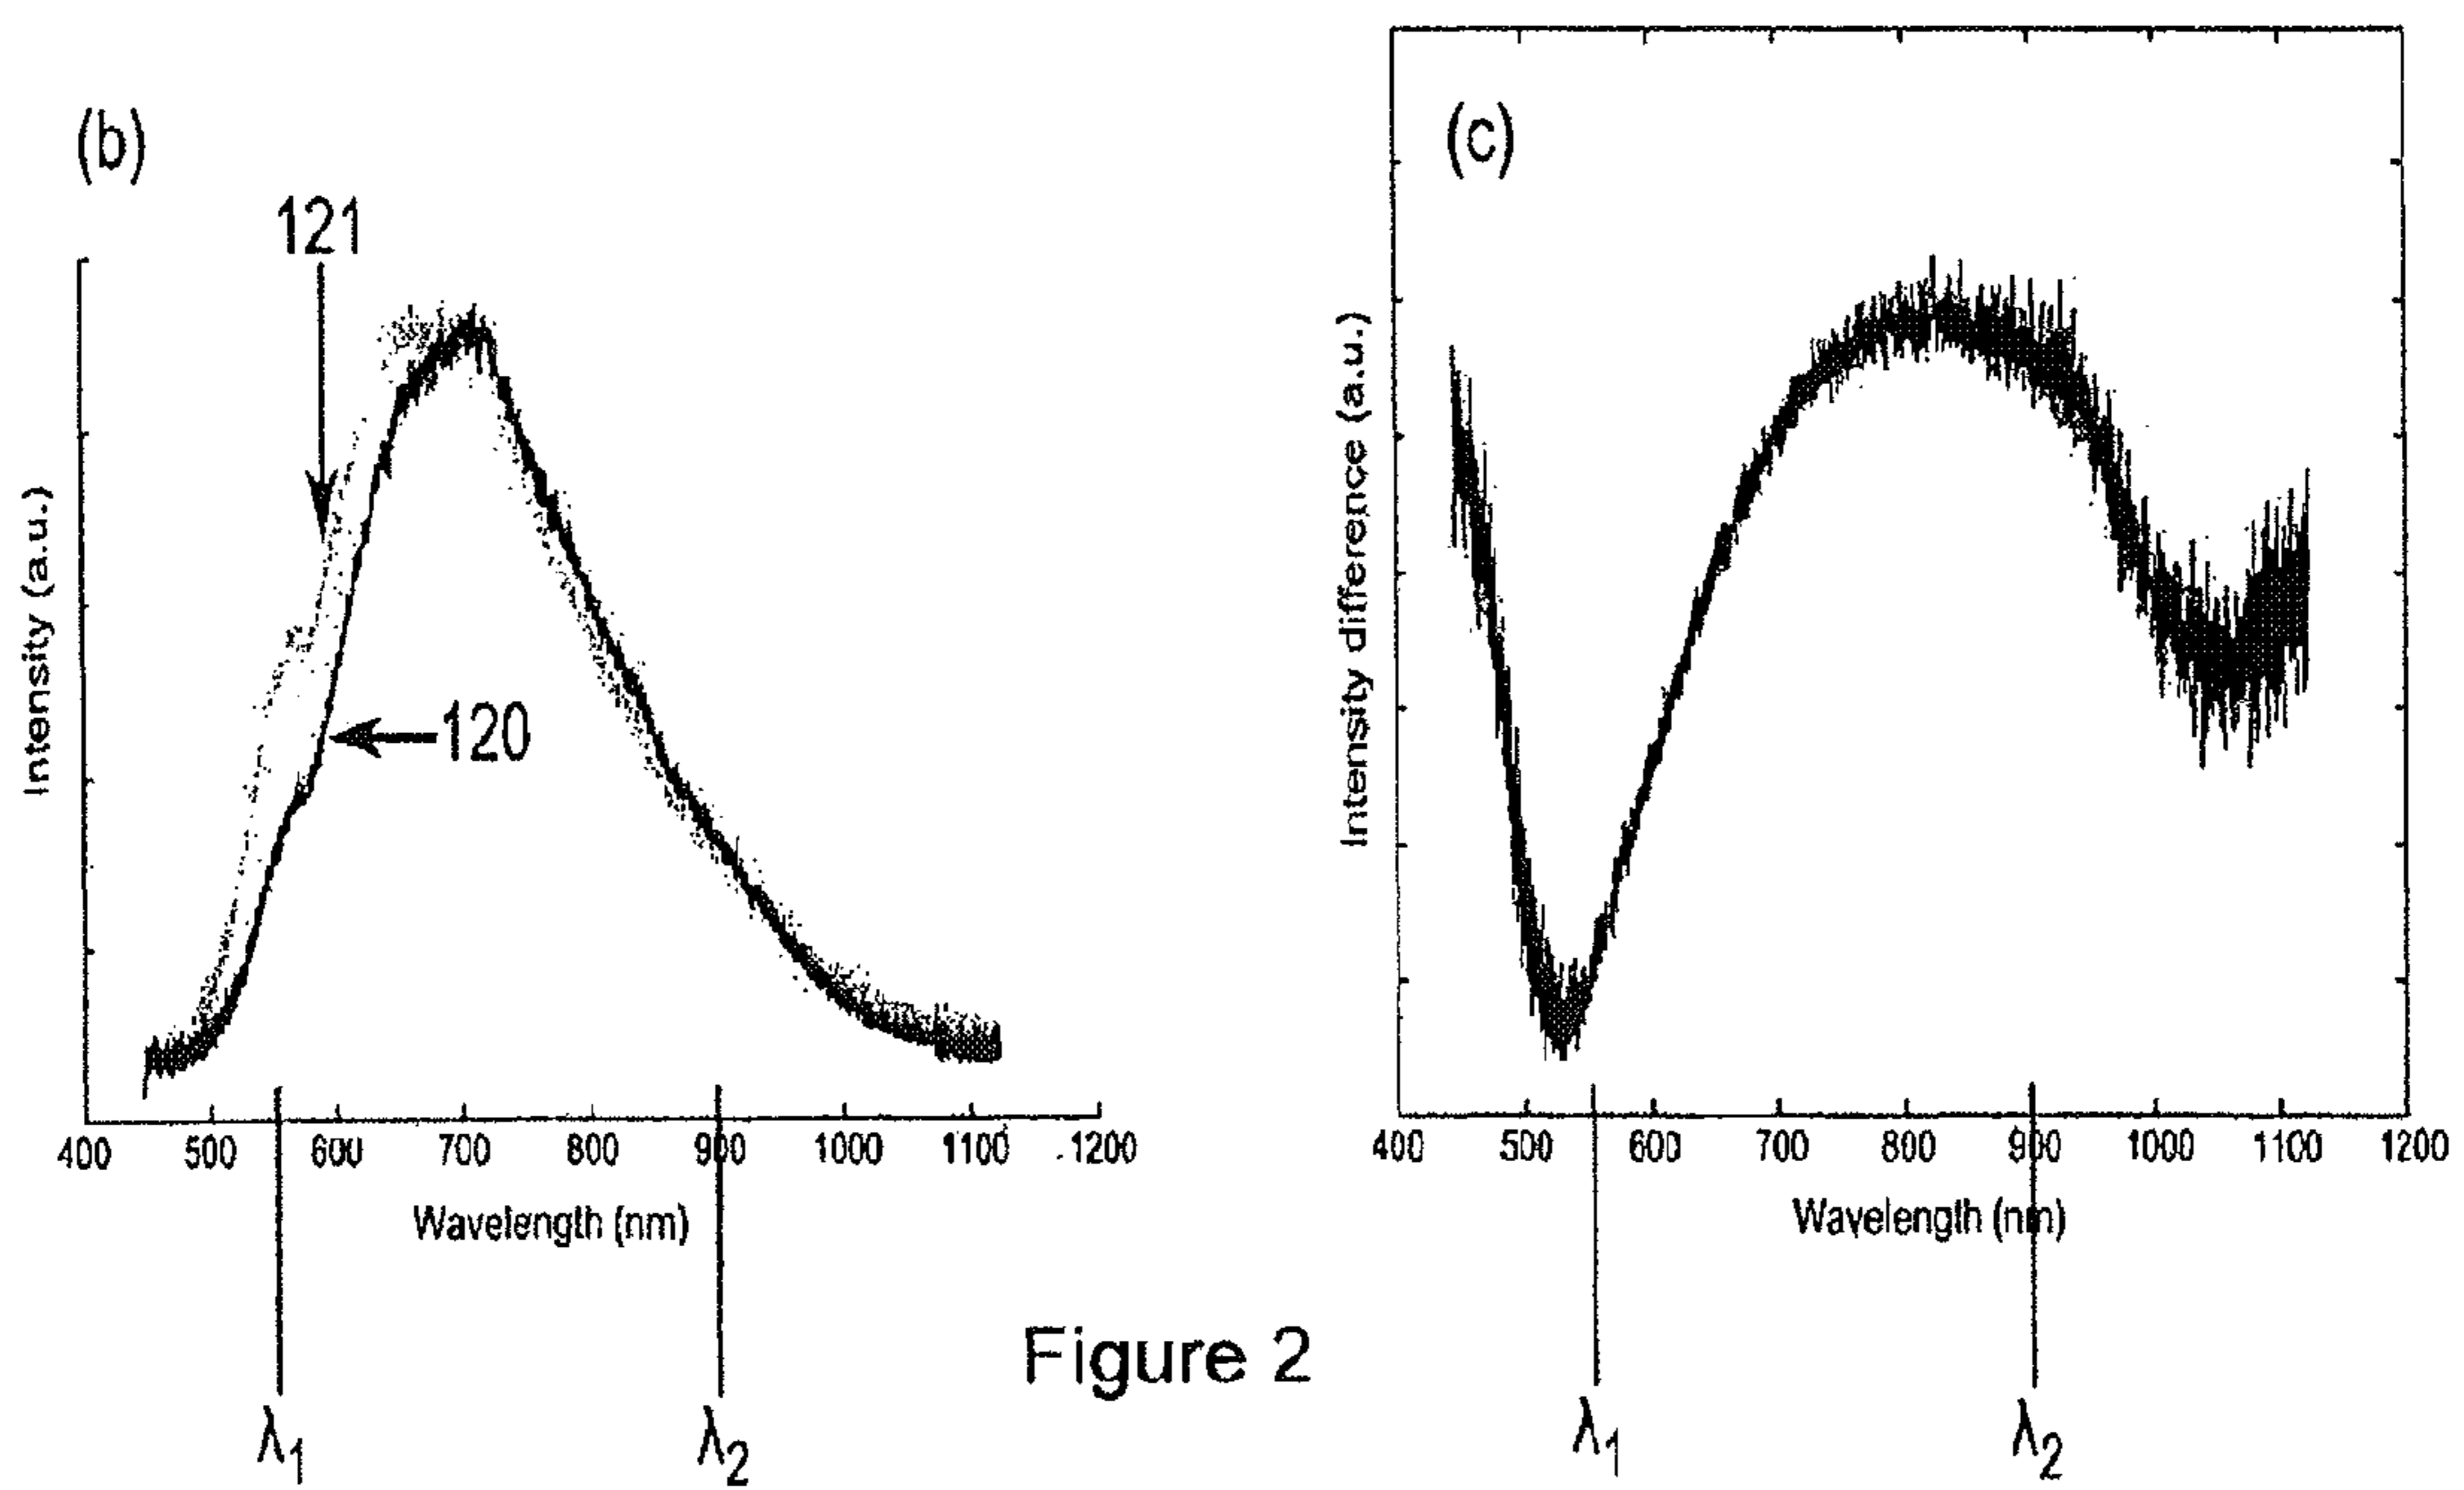 (b)
121
120
Intensity (a.u.)
400 500 600 700 800 900 1000 1100 1200
Wavelength (nm)
λ1 λ2
(c)
Intensity difference (a.u.)
400 500 600 700 800 900 1000 1100 1200
Wavelength (nm)
λ1 λ2
Figure 2